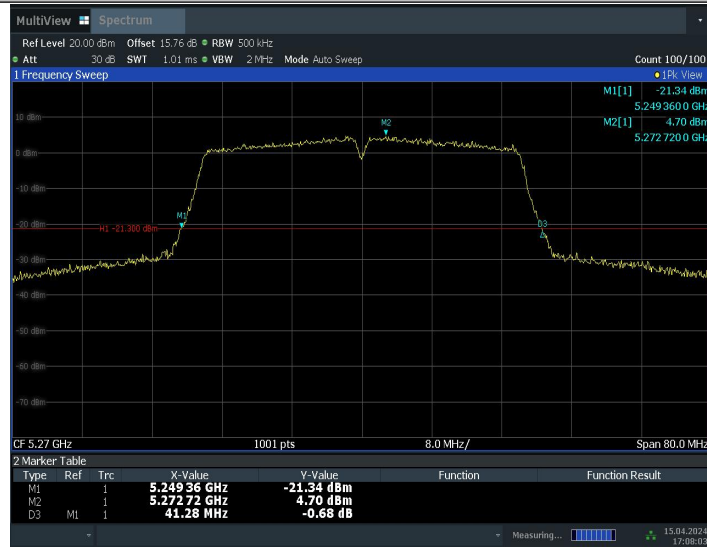 MultiView Spectrum
Ref Level 20.00 dBm Offset 15.76 dB RBW 500 kHz
Att 30 dB SWT 1.01 ms VBW 2 MHz Mode Auto Sweep Count 100/100
1 Frequency Sweep 1Pk View
M1[1] -21.34 dBm
5.249 360 0 GHz
M2[1] 4.70 dBm
5.272 720 0 GHz
10 dBm
M2
0 dBm
-10 dBm
M1
-20 dBm
H1 -21.300 dBm
D3
-30 dBm
-40 dBm
-50 dBm
-60 dBm
-70 dBm
CF 5.27 GHz 1001 pts 8.0 MHz/ Span 80.0 MHz
2 Marker Table
Type Ref Trc X-Value Y-Value Function Function Result
M1 1 5.249 36 GHz -21.34 dBm
M2 1 5.272 72 GHz 4.70 dBm
D3 M1 1 41.28 MHz -0.68 dB
Measuring... 15.04.2024
17:08:03